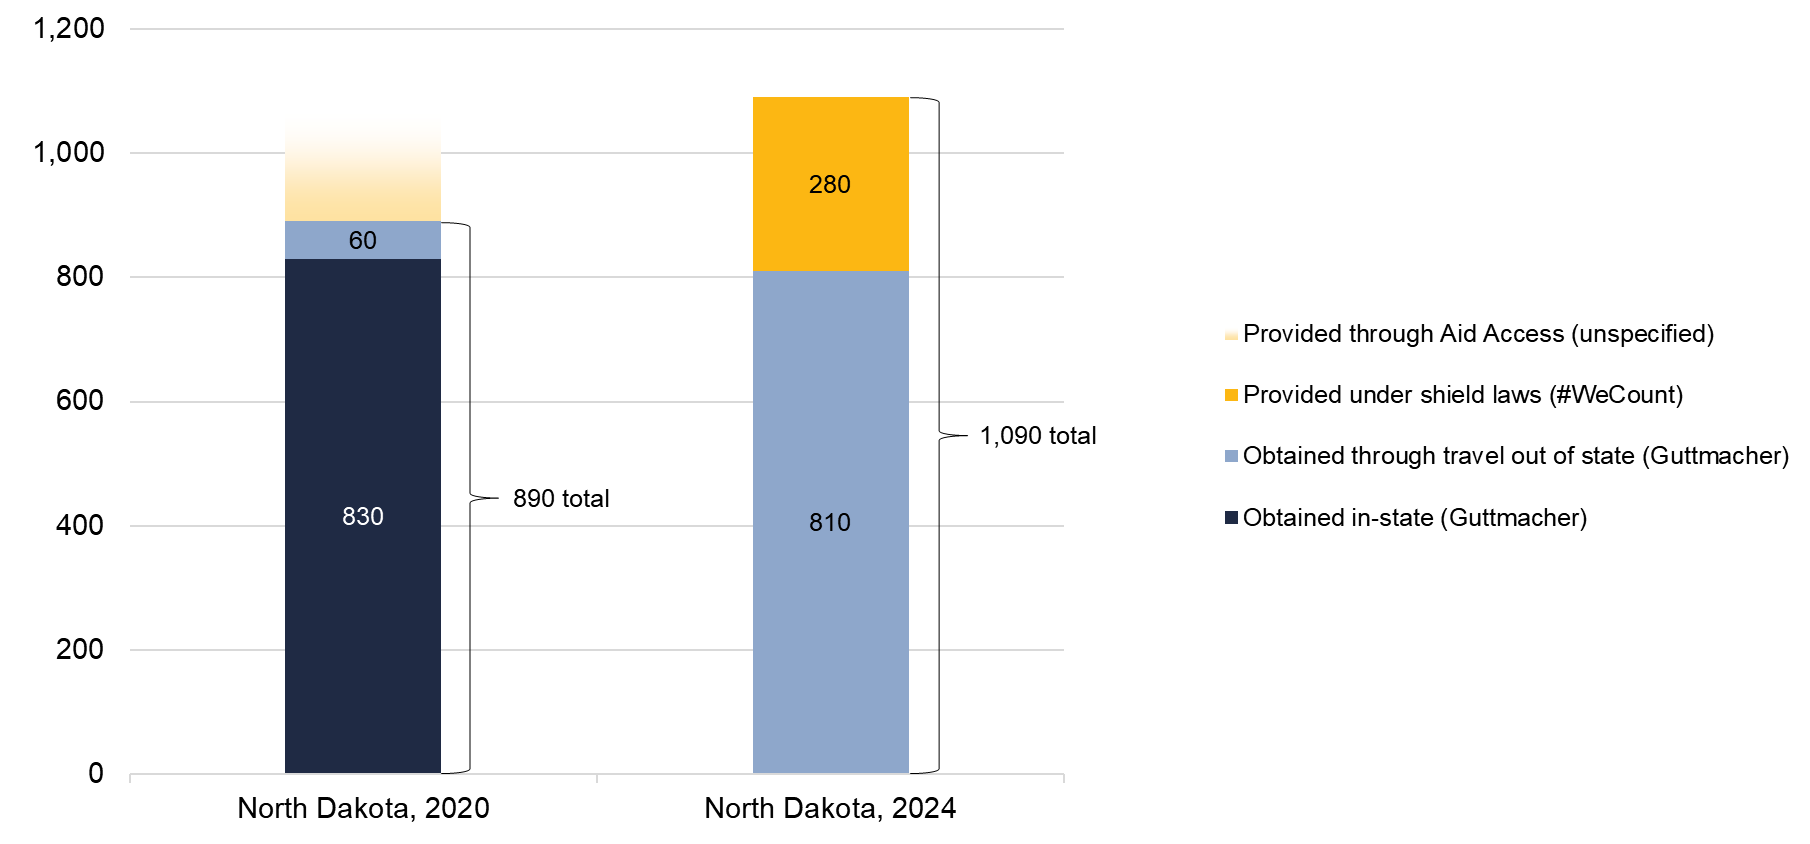 1,200
1,000
800
600
400
200
0
60
830
890 total
280
810
1,090 total
North Dakota, 2020
North Dakota, 2024
Provided through Aid Access (unspecified)
Provided under shield laws (#WeCount)
Obtained through travel out of state (Guttmacher)
Obtained in-state (Guttmacher)